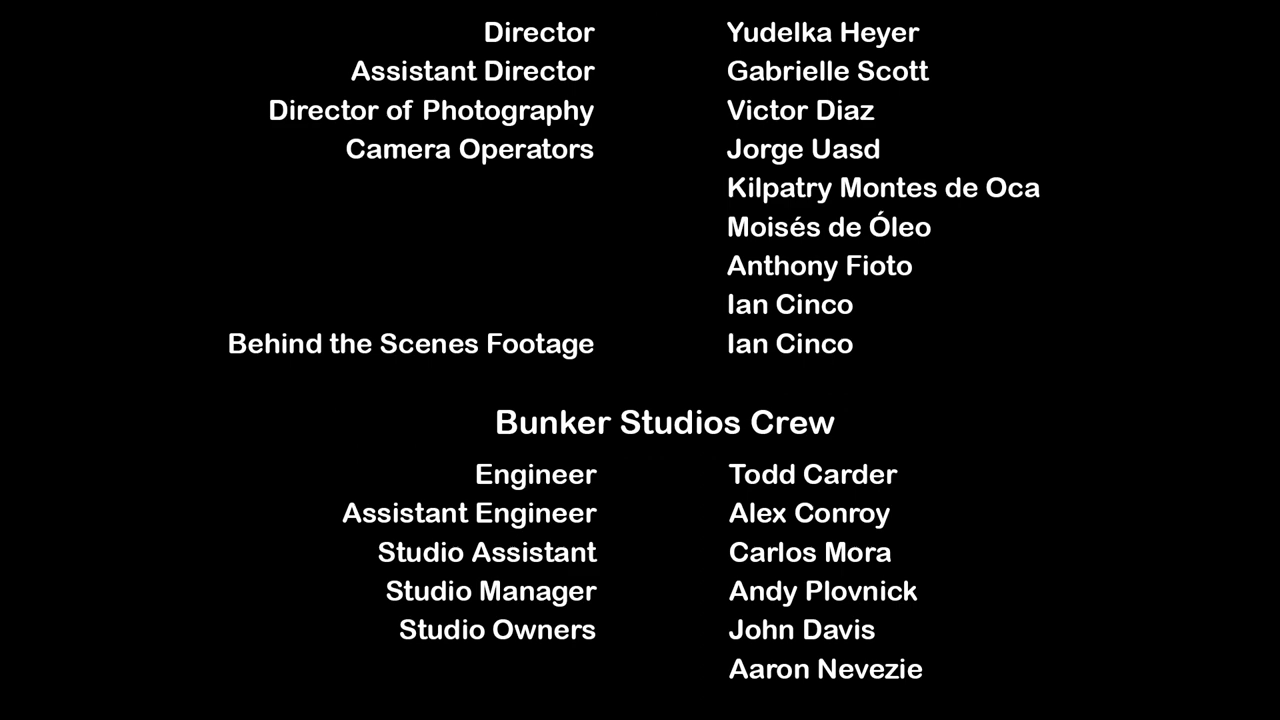 Director Yudelka Heyer
Assistant Director Gabrielle Scott
Director of Photography Victor Diaz
Camera Operators Jorge Uasd
Kilpatry Montes de Oca
Moisés de Óleo
Anthony Fioto
Ian Cinco
Behind the Scenes Footage Ian Cinco
Bunker Studios Crew
Engineer Todd Carder
Assistant Engineer Alex Conroy
Studio Assistant Carlos Mora
Studio Manager Andy Plovnick
Studio Owners John Davis
Aaron Nevezie